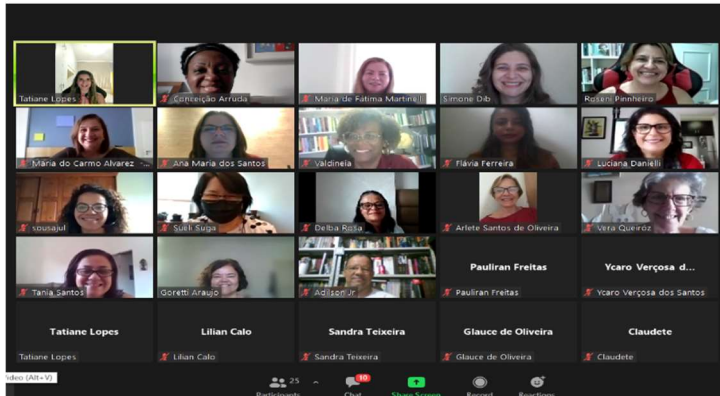 Tatiane Lopes
Conceição Arruda
Maria de Fátima Martinelli
Simone Dib
Roseni Pinnheiro
Maria do Carmo Alvarez -...
Ana Maria dos Santos
Valdineia
Flávia Ferreira
Luciana Danielli
sousajul
Sueli Suga
Delba Rosa
Arlete Santos de Oliveira
Vera Queiroz
Tania Santos
Goretti Araujo
Adilson Jr
Pauliran Freitas
Pauliran Freitas
Ycaro Verçosa d...
Ycaro Verçosa dos Santos
Tatiane Lopes
Tatiane Lopes
Lilian Calo
Lilian Calo
Sandra Teixeira
Sandra Teixeira
Glauce de Oliveira
Glauce de Oliveira
Claudete
Claudete
Video (Alt+V)
25
Participants
10
Chat
Share Screen
Record
Reactions